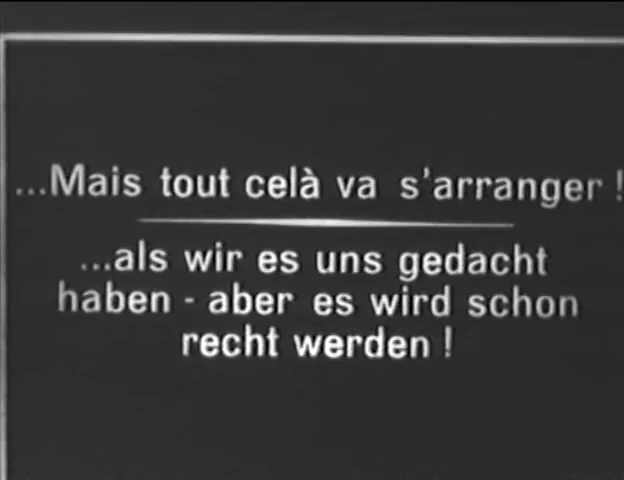 ...Mais tout celà va s'arranger !
...als wir es uns gedacht
haben - aber es wird schon
recht werden !